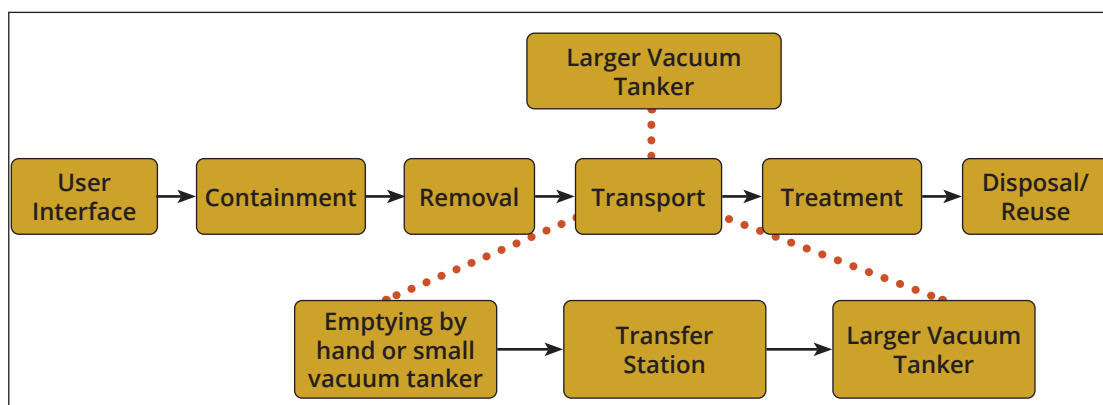 Larger Vacuum
Tanker
User
Interface
Containment
Removal
Transport
Treatment
Disposal/
Reuse
Emptying by
hand or small
vacuum tanker
Transfer
Station
Larger Vacuum
Tanker